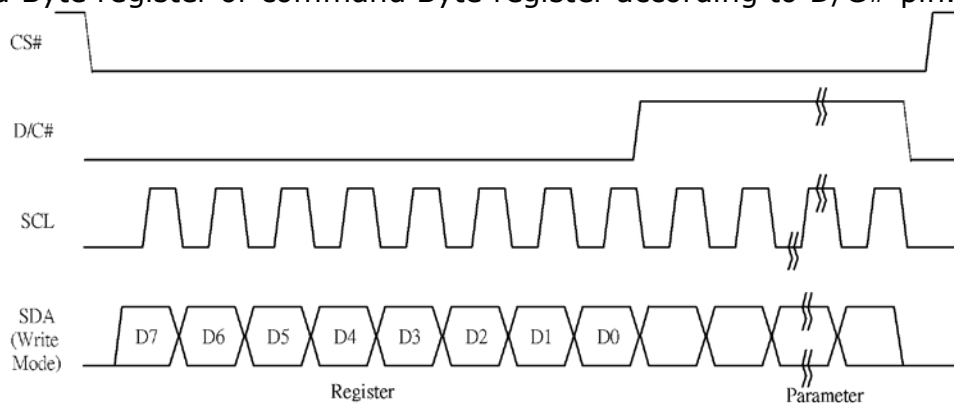 Byte register or command Byte register according to D/C# pin.
CS#
D/C#
SCL
SDA
(Write
Mode)
D7 D6 D5 D4 D3 D2 D1 D0
Register Parameter